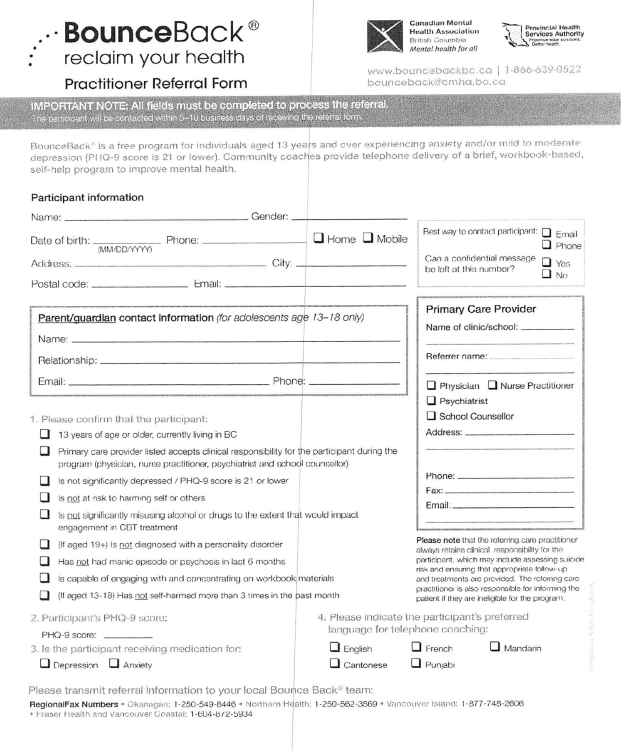 BounceBack®
reclaim your health
Practitioner Referral Form
Canadian Mental
Health Association
British Columbia
Mental health for all
Provincial Health
Services Authority
Province-wide solutions.
Better health.
www.bouncebackbc.ca | 1-866-639-0522
bounceback@cmha.bc.ca
IMPORTANT NOTE: All fields must be completed to process the referral.
The participant will be contacted within 5–10 business days of receiving the referral form.
BounceBack® is a free program for individuals aged 13 years and over experiencing anxiety and/or mild to moderate
depression (PHQ-9 score is 21 or lower). Community coaches provide telephone delivery of a brief, workbook-based,
self-help program to improve mental health.
Participant information
Name: Gender:
Date of birth: Phone: Home Mobile
(MM/DD/YYYY)
Address: City:
Postal code: Email:
Best way to contact participant: Email
Phone
Can a confidential message Yes
be left at this number? No
Parent/guardian contact information (for adolescents age 13–18 only)
Name:
Relationship:
Email: Phone:
Primary Care Provider
Name of clinic/school:
Referrer name:
Physician Nurse Practitioner
Psychiatrist
School Counsellor
Address:
Phone:
Fax:
Email:
1. Please confirm that the participant:
13 years of age or older, currently living in BC
Primary care provider listed accepts clinical responsibility for the participant during the
program (physician, nurse practitioner, psychiatrist and school counsellor)
Is not significantly depressed / PHQ-9 score is 21 or lower
Is not at risk to harming self or others
Is not significantly misusing alcohol or drugs to the extent that would impact
engagement in CBT treatment
(If aged 19+) Is not diagnosed with a personality disorder
Has not had manic episode or psychosis in last 6 months
Is capable of engaging with and concentrating on workbook materials
(If aged 13-18) Has not self-harmed more than 3 times in the past month
Please note that the referring care practitioner
always retains clinical responsibility for the
participant, which may include assessing suicide
risk and ensuring that appropriate follow-up
and treatments are provided. The referring care
practitioner is also responsible for informing the
patient if they are ineligible for the program.
2. Participant's PHQ-9 score:
PHQ-9 score:
3. Is the participant receiving medication for:
Depression Anxiety
4. Please indicate the participant's preferred
language for telephone coaching:
English French Mandarin
Cantonese Punjabi
Please transmit referral information to your local Bounce Back® team:
RegionalFax Numbers • Okanagan: 1-250-549-8446 • Northern Health: 1-250-562-3569 • Vancouver Island: 1-877-748-2606
• Fraser Health and Vancouver Coastal: 1-604-872-5934